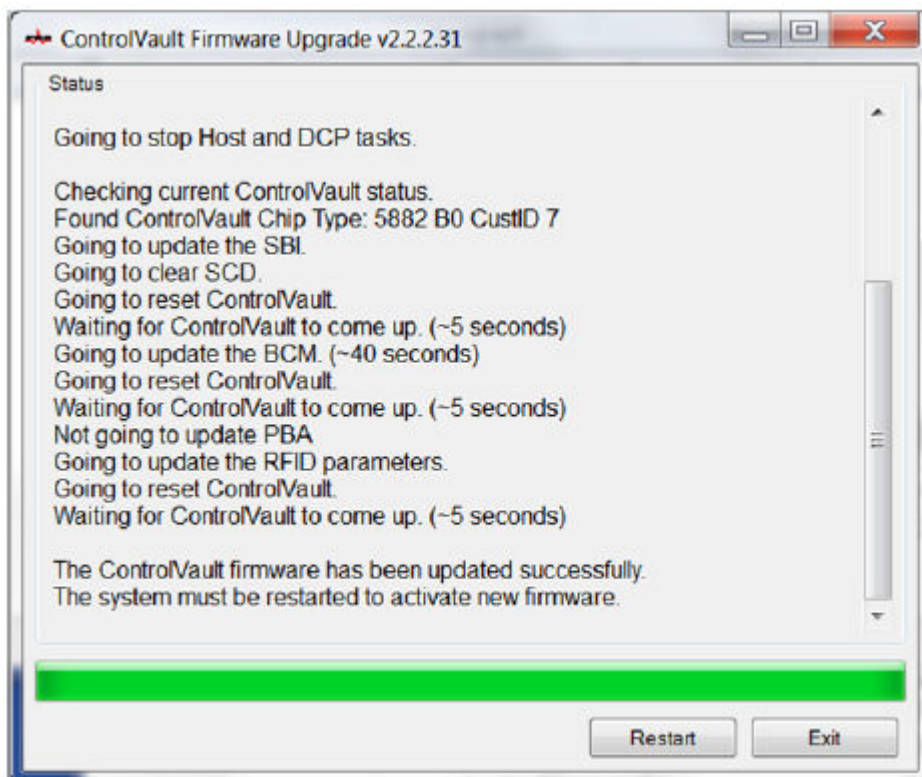 ControlVault Firmware Upgrade v2.2.2.31
Status
Going to stop Host and DCP tasks.
Checking current ControlVault status.
Found ControlVault Chip Type: 5882 B0 CustID 7
Going to update the SBI.
Going to clear SCD.
Going to reset ControlVault.
Waiting for ControlVault to come up. (~5 seconds)
Going to update the BCM. (~40 seconds)
Going to reset ControlVault.
Waiting for ControlVault to come up. (~5 seconds)
Not going to update PBA
Going to update the RFID parameters.
Going to reset ControlVault.
Waiting for ControlVault to come up. (~5 seconds)
The ControlVault firmware has been updated successfully.
The system must be restarted to activate new firmware.
Restart
Exit